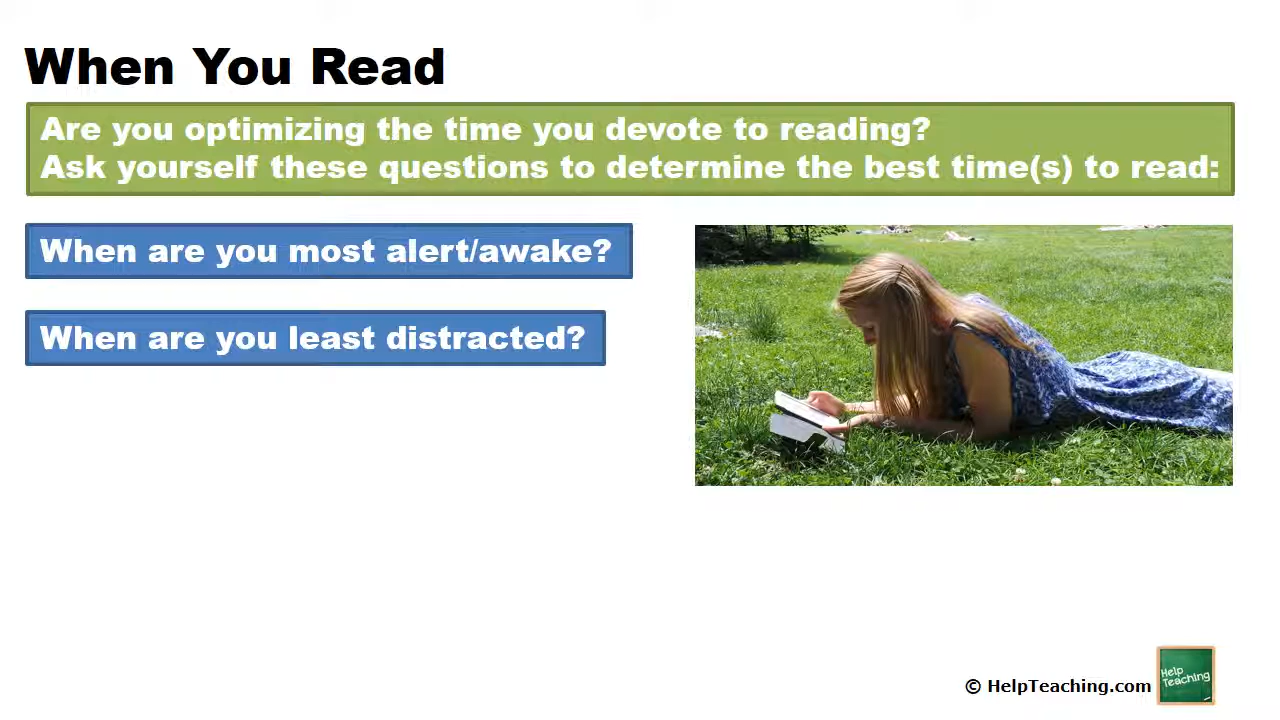 When You Read
Are you optimizing the time you devote to reading?
Ask yourself these questions to determine the best time(s) to read:
When are you most alert/awake?
When are you least distracted?
© HelpTeaching.com
Help
Teaching